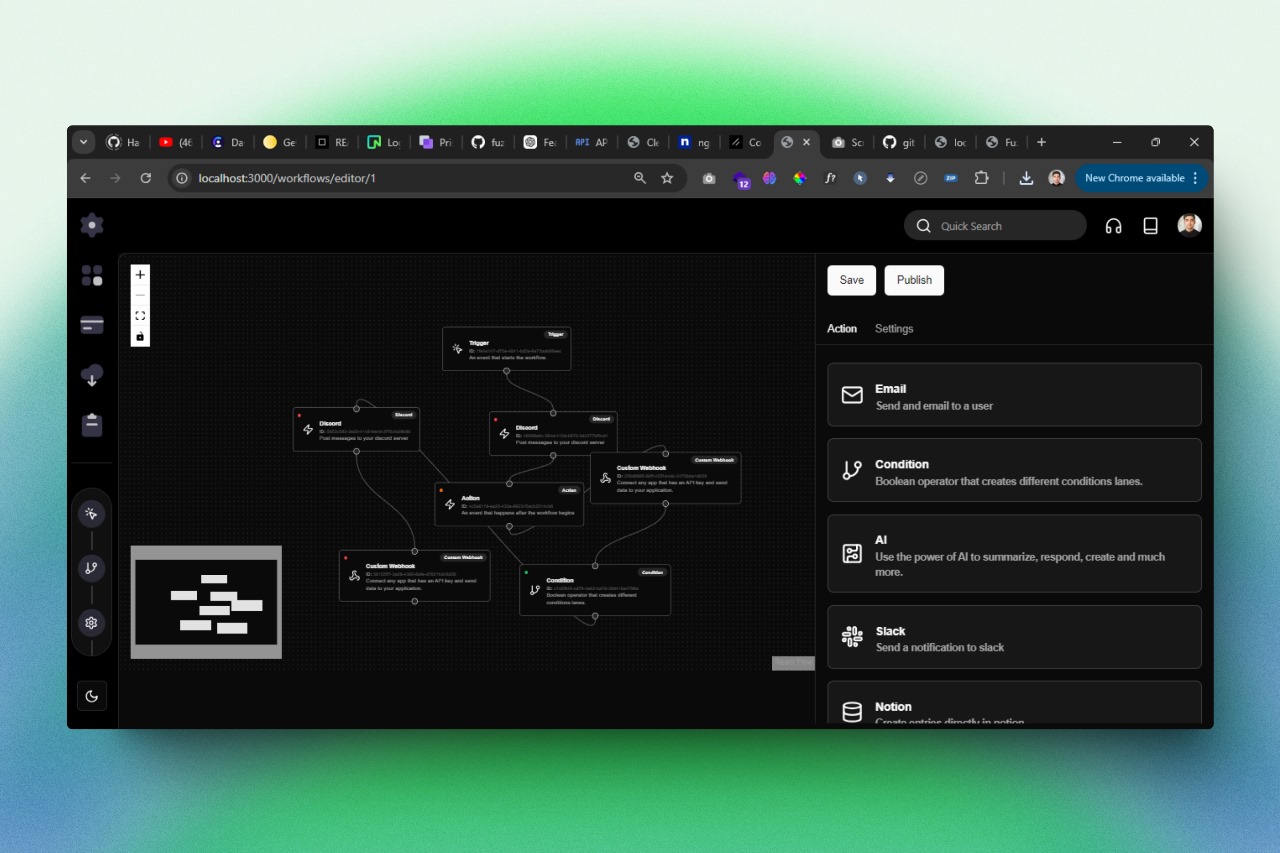 Ha
(46
Da
Ge
RE
Lo
Pri
fuz
Fe
API AP
Cle
ng
Co
Sc
git
loc
Fu
localhost:3000/workflows/editor/1
12
f?
ZIP
New Chrome available
Quick Search
Save
Publish
Action
Settings
Email
Send and email to a user
Condition
Boolean operator that creates different conditions lanes.
AI
Use the power of AI to summarize, respond, create and much
more.
Slack
Send a notification to slack
Notion
Create entries directly in notion
Trigger
Trigger
ID:
An event that starts the workflow.
Discord
Discord
ID:
Post messages to your discord server
Discord
Discord
ID:
Post messages to your discord server
Custom Webhook
Custom Webhook
ID:
Connect any app that has an API key and send
data to your application.
Action
Action
ID:
An event that happens after the workflow begins
Custom Webhook
Custom Webhook
ID:
Connect any app that has an API key and send
data to your application.
Condition
Condition
ID:
Boolean operator that creates different
conditions lanes.
React Flow